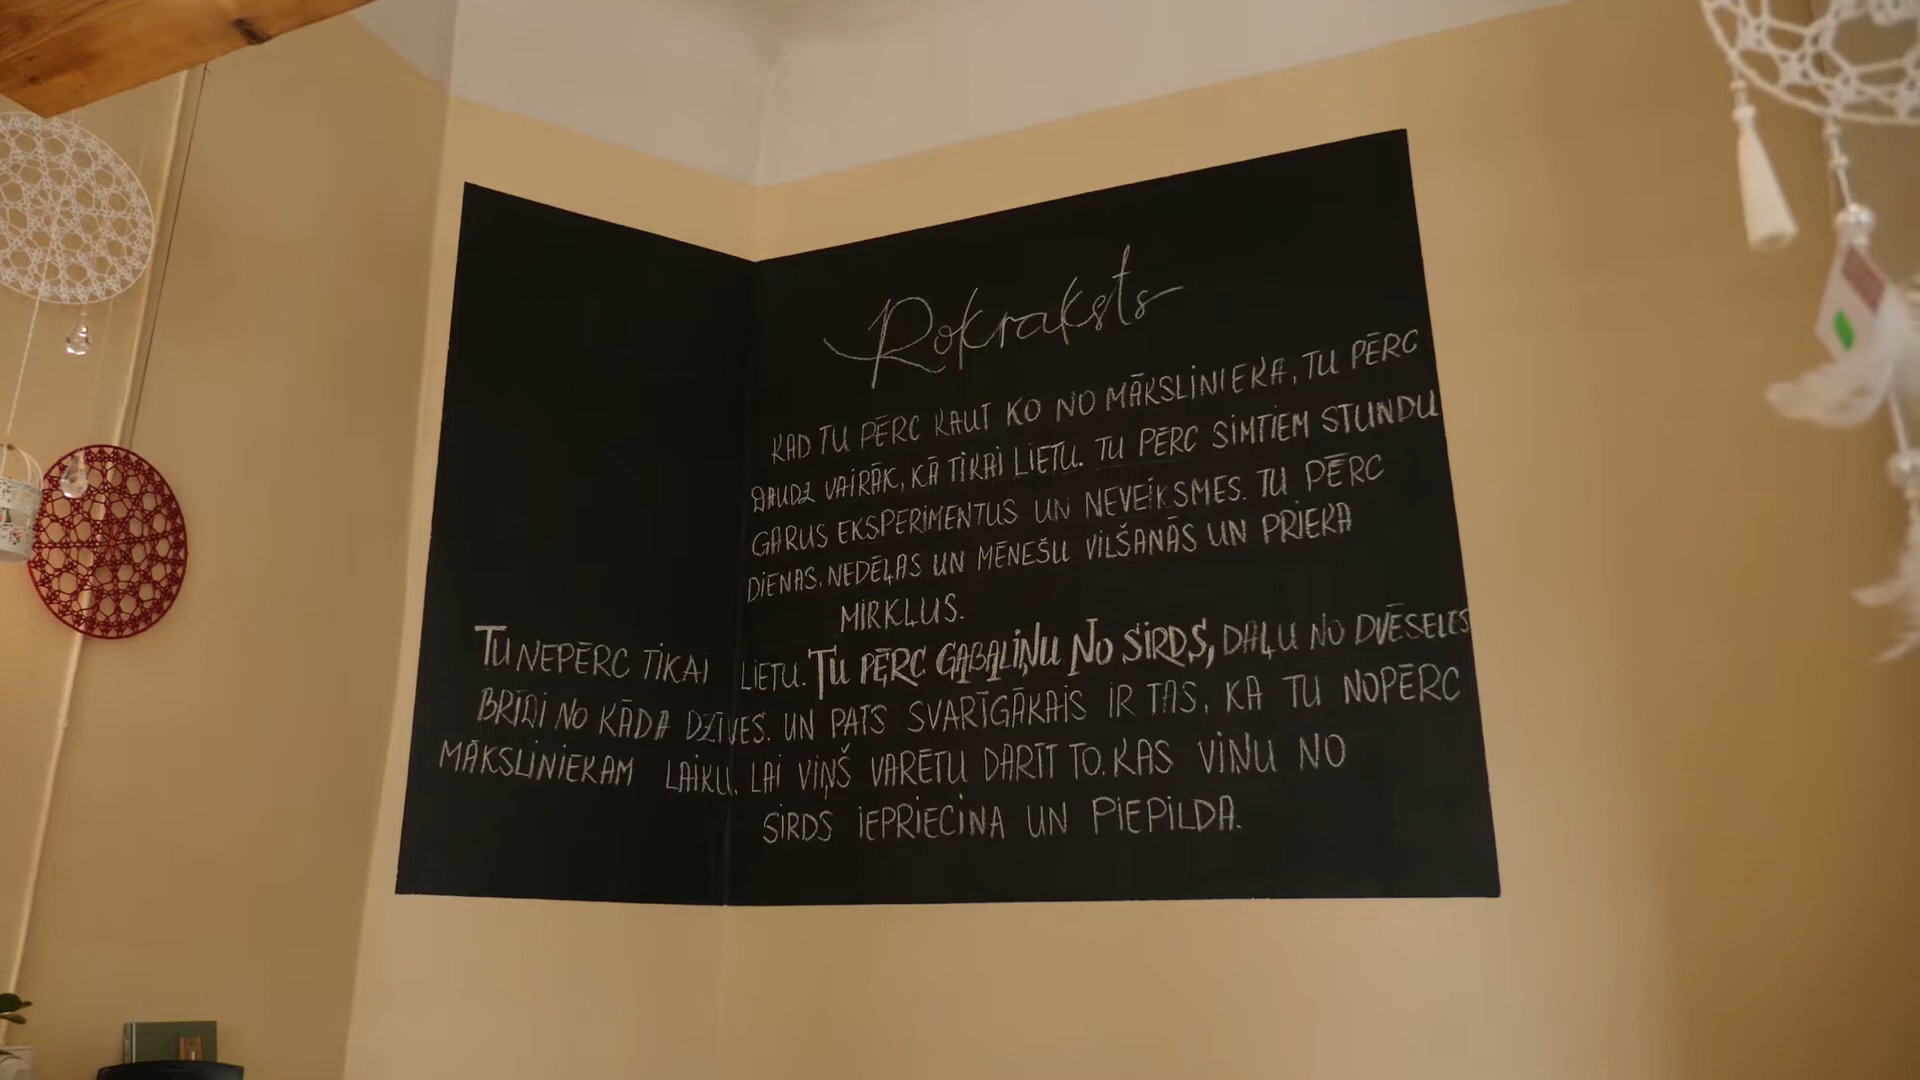 Rokraksts
KAD TU PĒRC KAUT KO NO MĀKSLINIEKA, TU PĒRC
DAUDZ VAIRĀK, KĀ TIKAI LIETU. TU PĒRC SIMTIEM STUNDU
GARUS EKSPERIMENTUS UN NEVEIKSMES. TU PĒRC
DIENAS, NEDĒĻAS UN MĒNEŠU VILŠANĀS UN PRIEKA
MIRKĻUS.
TU NEPĒRC TIKAI LIETU. TU PĒRC GABALIŅU NO SIRDS, DAĻU NO DVĒSELES
BRĪDI NO KĀDA DZĪVES. UN PATS SVARĪGĀKAIS IR TAS, KA TU NOPĒRC
MĀKSLINIEKAM LAIKU, LAI VIŅŠ VARĒTU DARĪT TO, KAS VIŅU NO
SIRDS IEPRIECINA UN PIEPILDA.